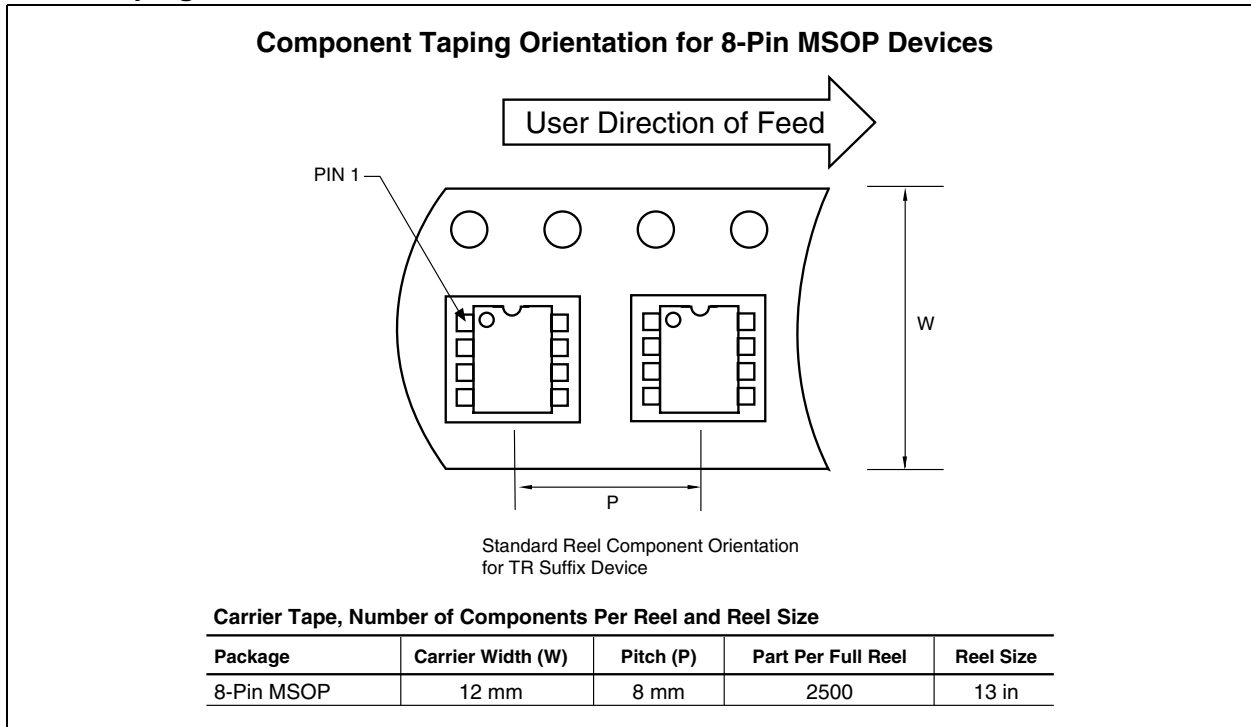 Component Taping Orientation for 8-Pin MSOP Devices
User Direction of Feed
PIN 1
W
P
Standard Reel Component Orientation
for TR Suffix Device
Carrier Tape, Number of Components Per Reel and Reel Size
Package Carrier Width (W) Pitch (P) Part Per Full Reel Reel Size
8-Pin MSOP 12 mm 8 mm 2500 13 in